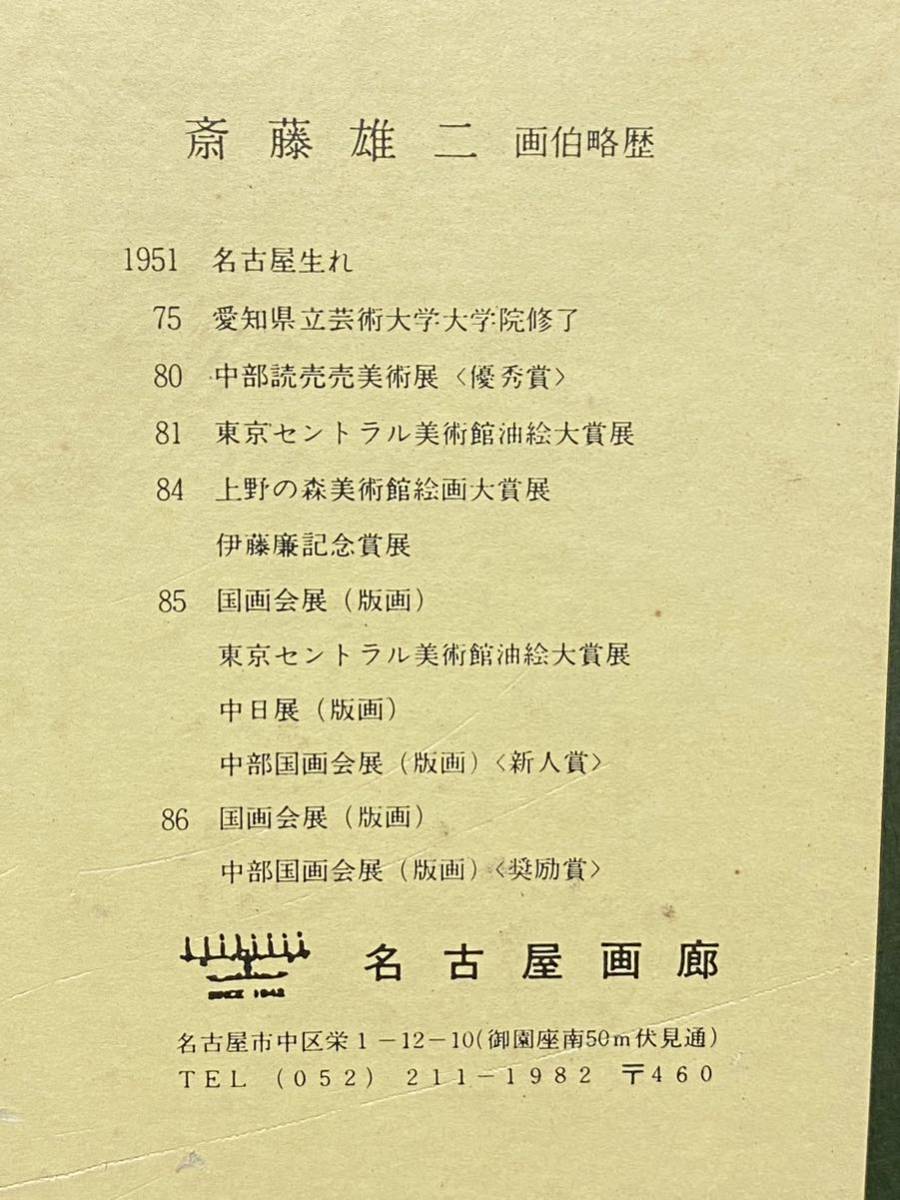 斎藤雄二 画伯略歴
1951 名古屋生れ
75 愛知県立芸術大学大学院修了
80 中部読売売美術展〈優秀賞〉
81 東京セントラル美術館油絵大賞展
84 上野の森美術館絵画大賞展
伊藤廉記念賞展
85 国画会展（版画）
東京セントラル美術館油絵大賞展
中日展（版画）
中部国画会展（版画）〈新人賞〉
86 国画会展（版画）
中部国画会展（版画）〈奨励賞〉
SINCE 1942
名古屋画廊
名古屋市中区栄1－12－10(御園座南50m伏見通)
TEL (052) 211－1982 〒460